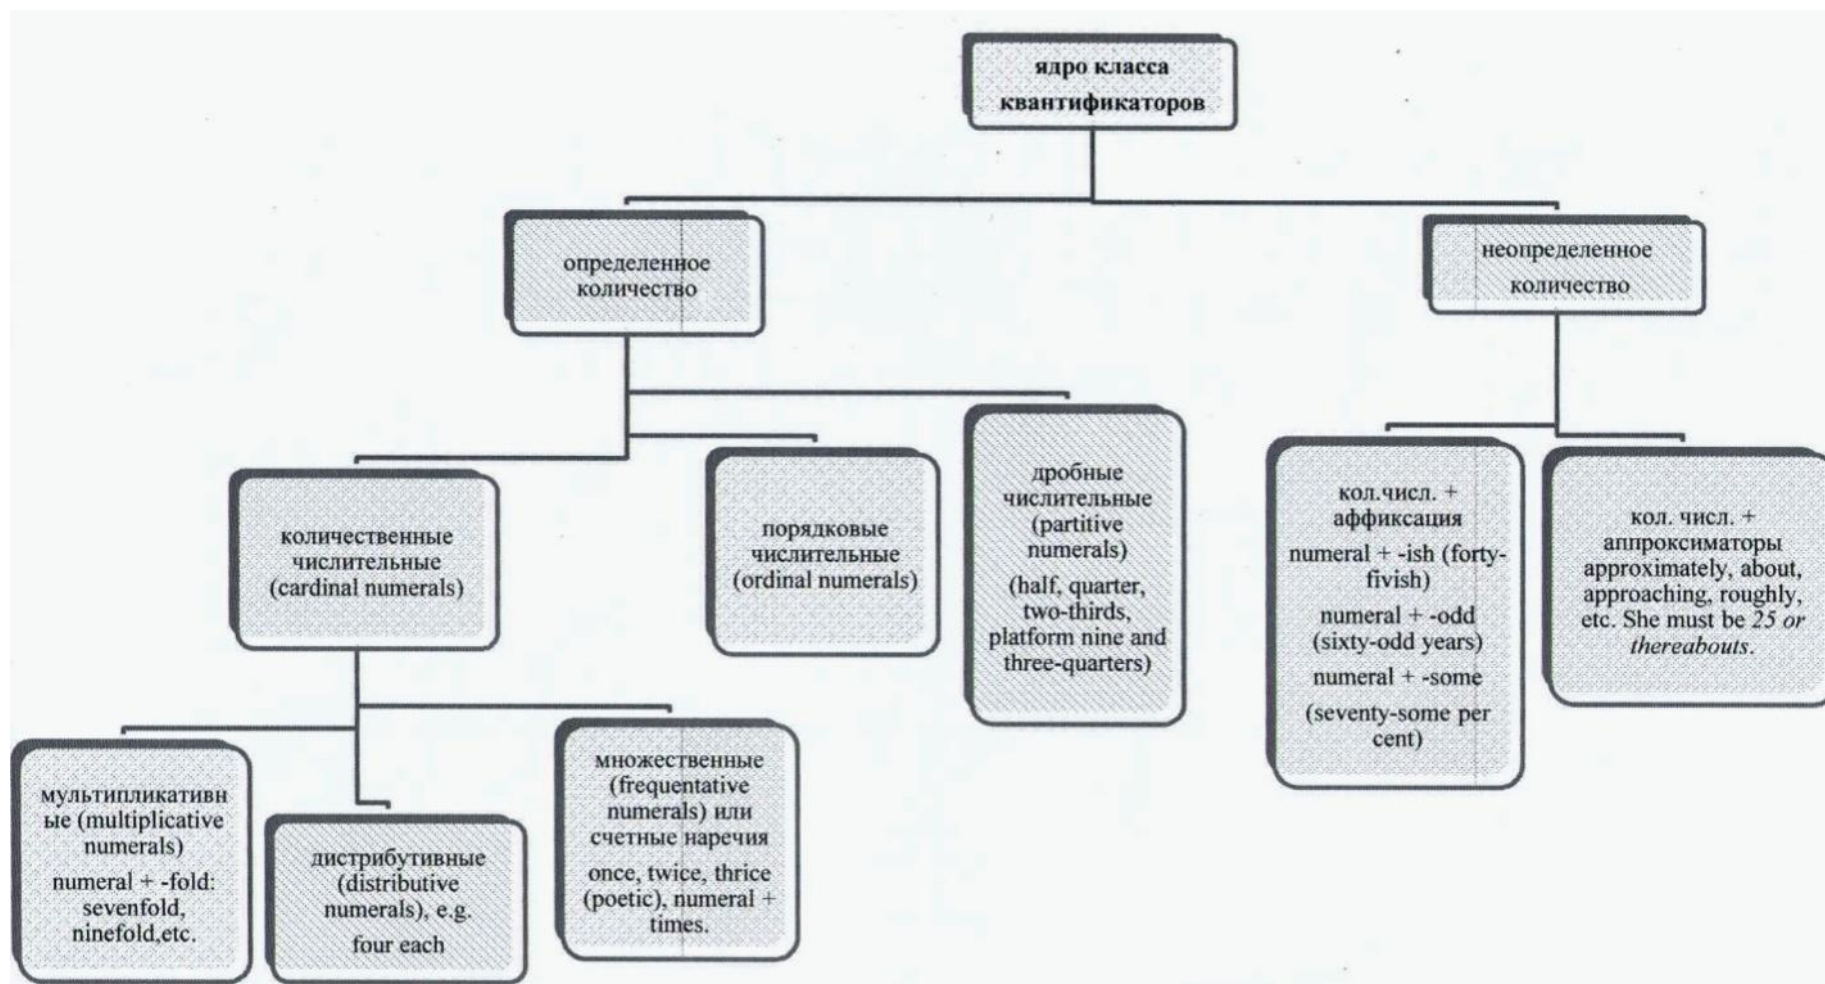 ядро класса
квантификаторов
определенное
количество
неопределенное
количество
количественные
числительные
(cardinal numerals)
порядковые
числительные
(ordinal numerals)
дробные
числительные
(partitive
numerals)
(half, quarter,
two-thirds,
platform nine and
three-quarters)
кол.числ. +
аффиксация
numeral + -ish (forty-
fivish)
numeral + -odd
(sixty-odd years)
numeral + -some
(seventy-some per
cent)
кол. числ. +
аппроксиматоры
approximately, about,
approaching, roughly,
etc. She must be 25 or
thereabouts.
мультипликативн
ые (multiplicative
numerals)
numeral + -fold:
sevenfold,
ninefold,etc.
дистрибутивные
(distributive
numerals), e.g.
four each
множественные
(frequentative
numerals) или
счетные наречия
once, twice, thrice
(poetic), numeral +
times.